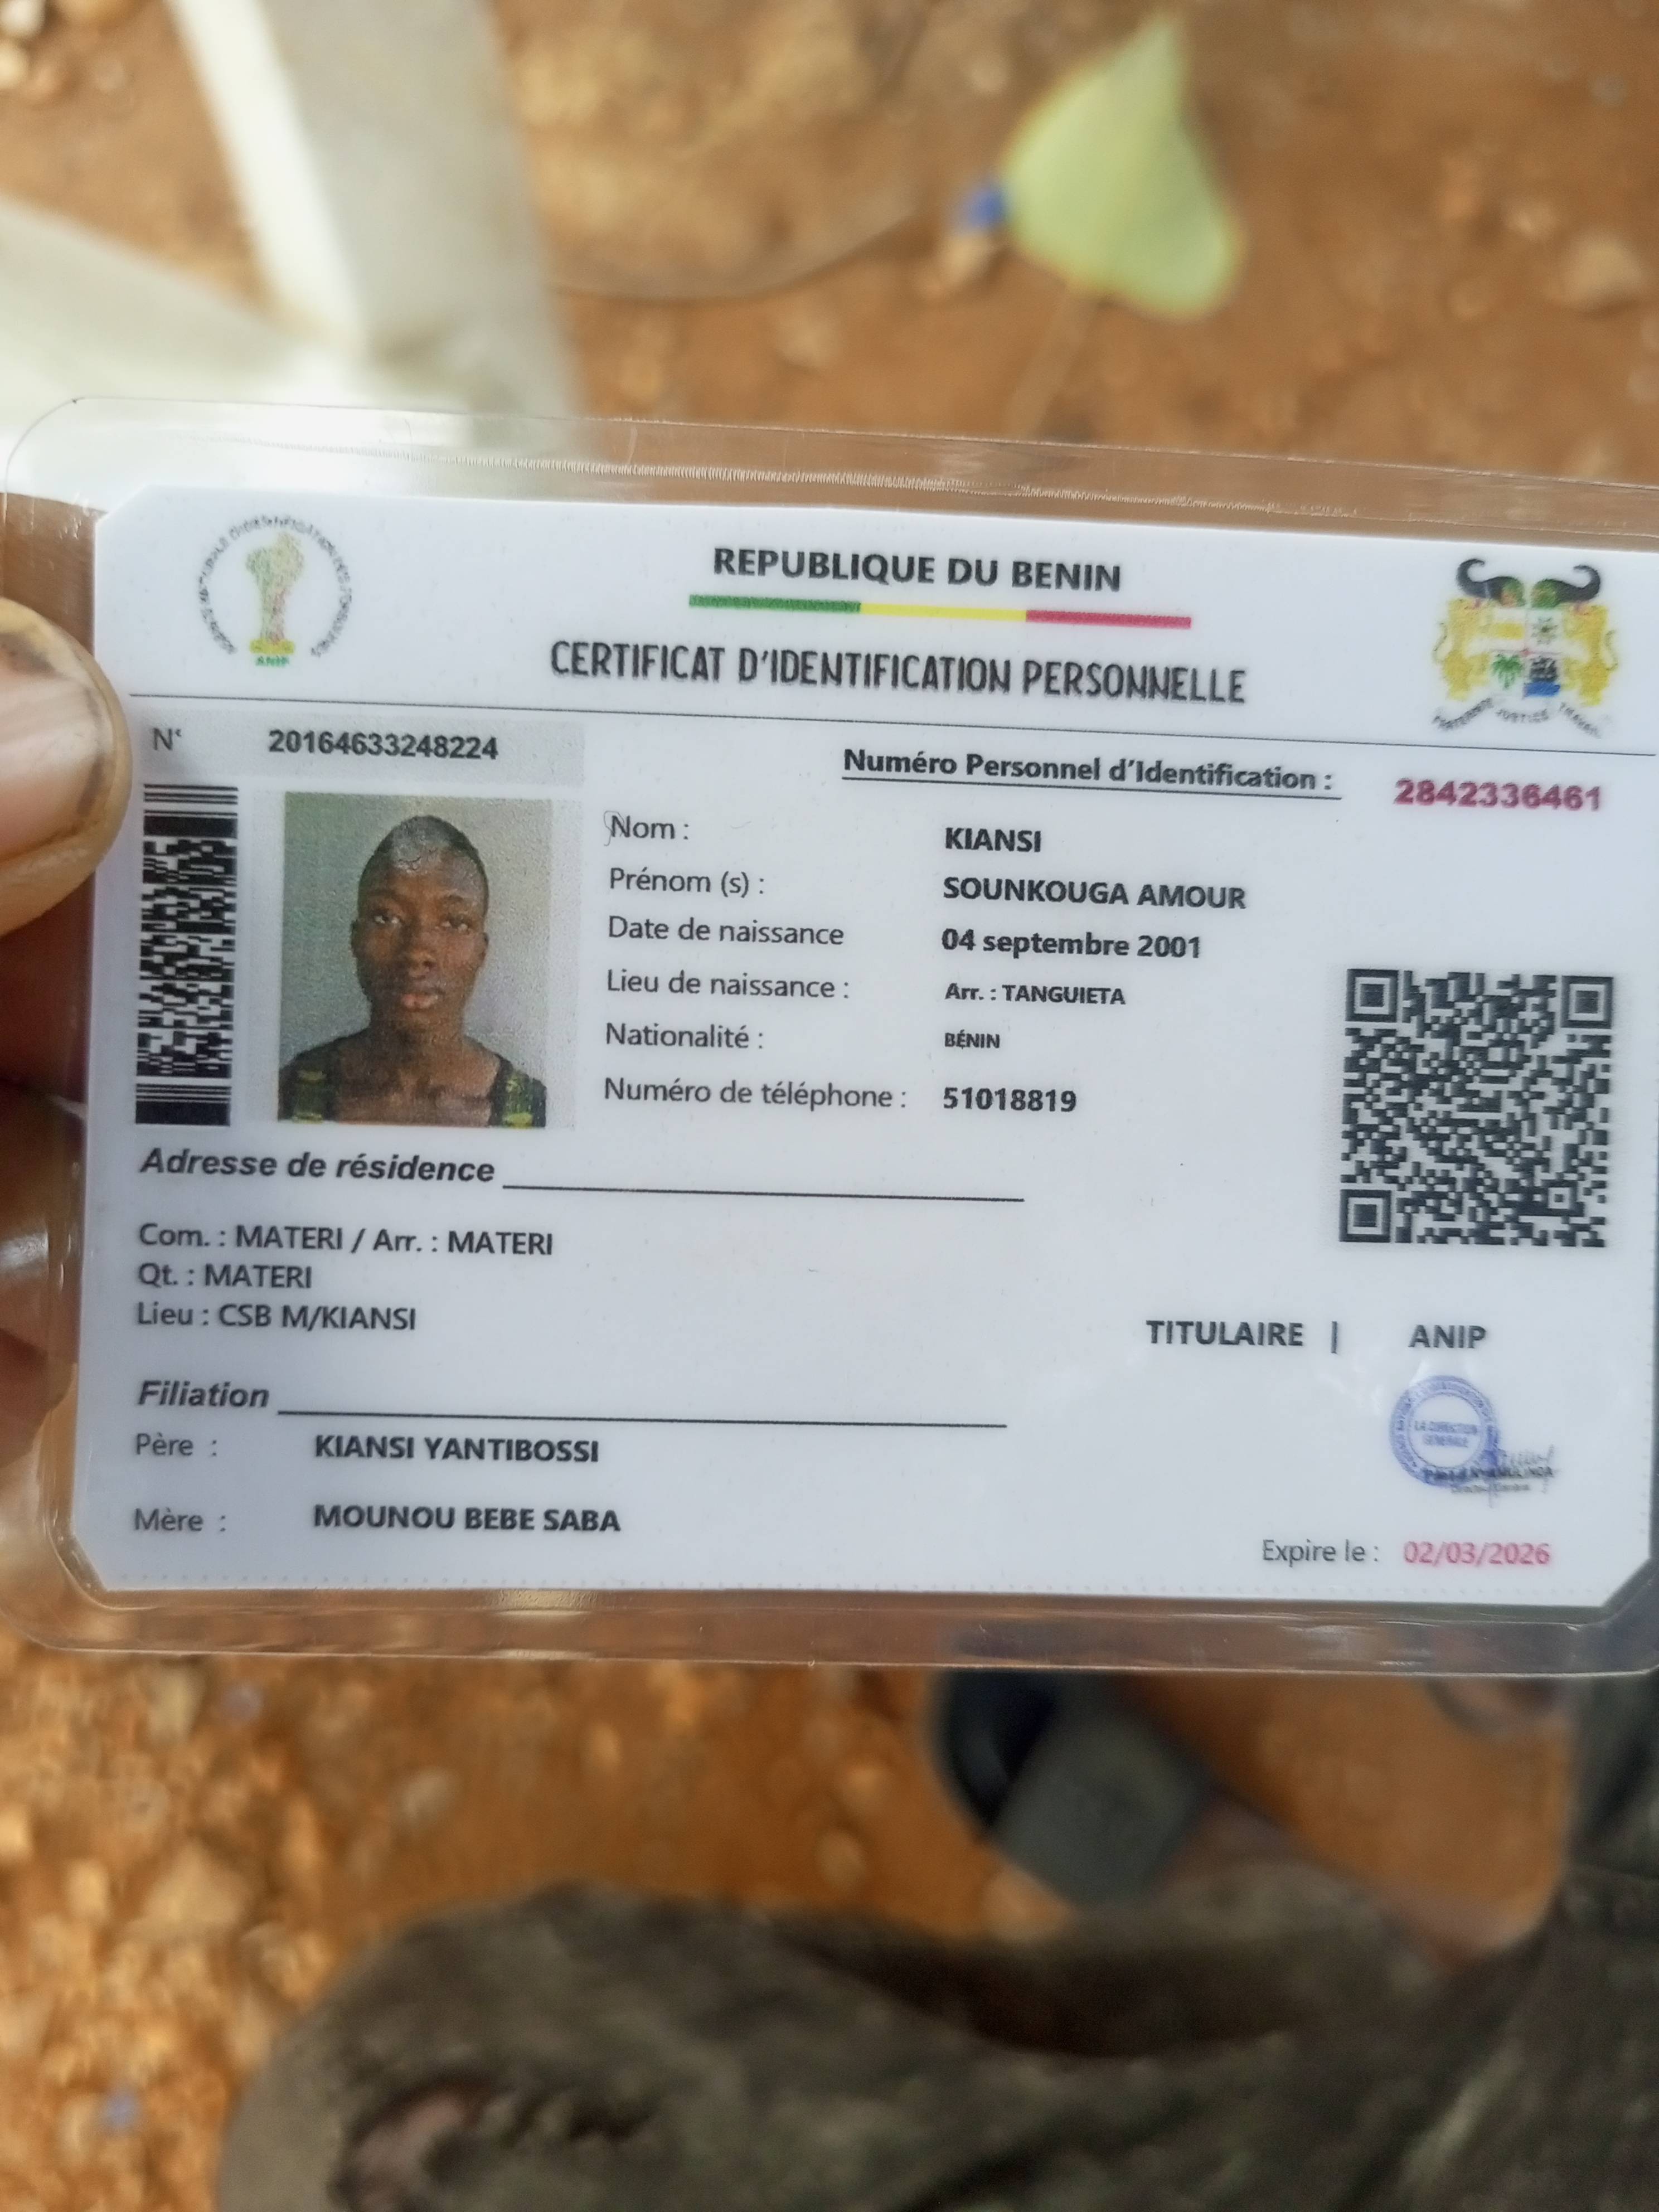 REPUBLIQUE DU BENIN
CERTIFICAT D'IDENTIFICATION PERSONNELLE
ANIP
FRATERNITE JUSTICE TRAVAIL
N° 20164633248224
Numéro Personnel d'Identification : 2842336461
Nom : KIANSI
Prénom (s) : SOUNKOUGA AMOUR
Date de naissance 04 septembre 2001
Lieu de naissance : Arr. : TANGUIETA
Nationalité : BÉNIN
Numéro de téléphone : 51018819
Adresse de résidence
Com. : MATERI / Arr. : MATERI
Qt. : MATERI
Lieu : CSB M/KIANSI
TITULAIRE | ANIP
Filiation
Père : KIANSI YANTIBOSSI
Mère : MOUNOU BEBE SABA
LA DIRECTION
GENERALE
Expire le : 02/03/2026